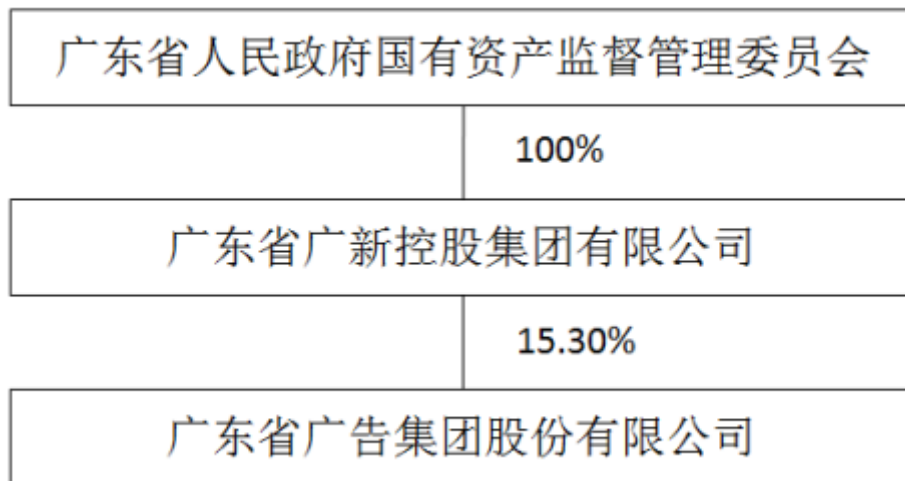 广东省人民政府国有资产监督管理委员会
100%
广东省广新控股集团有限公司
15.30%
广东省广告集团股份有限公司